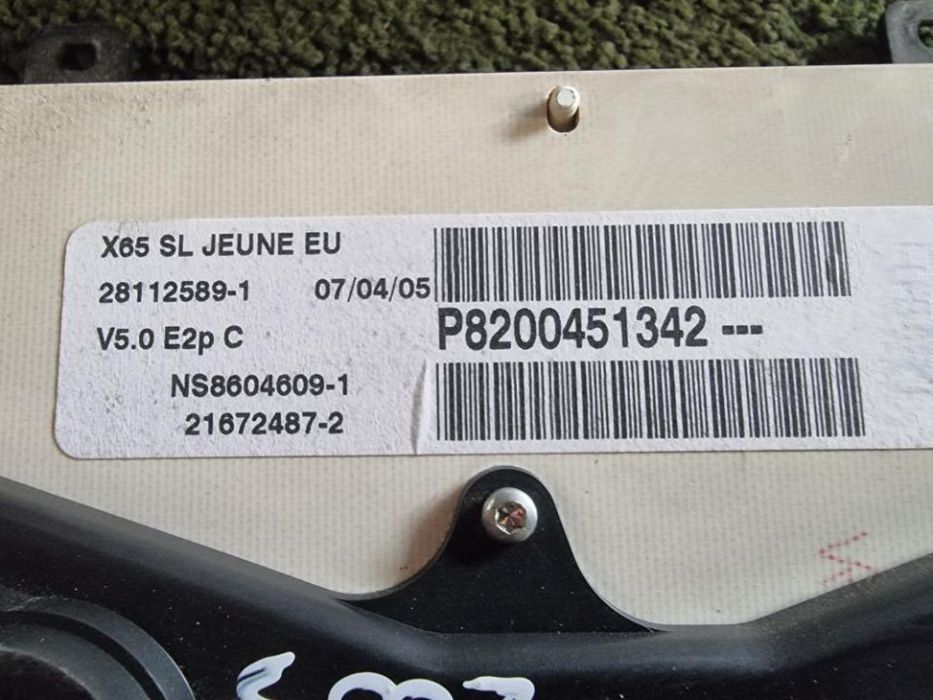 X65 SL JEUNE EU
28112589-1 07/04/05
V5.0 E2p C
P8200451342 ---
NS8604609-1
21672487-2